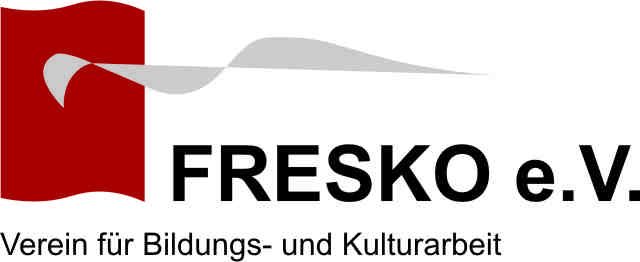 FRESKO e.V.
Verein für Bildungs- und Kulturarbeit